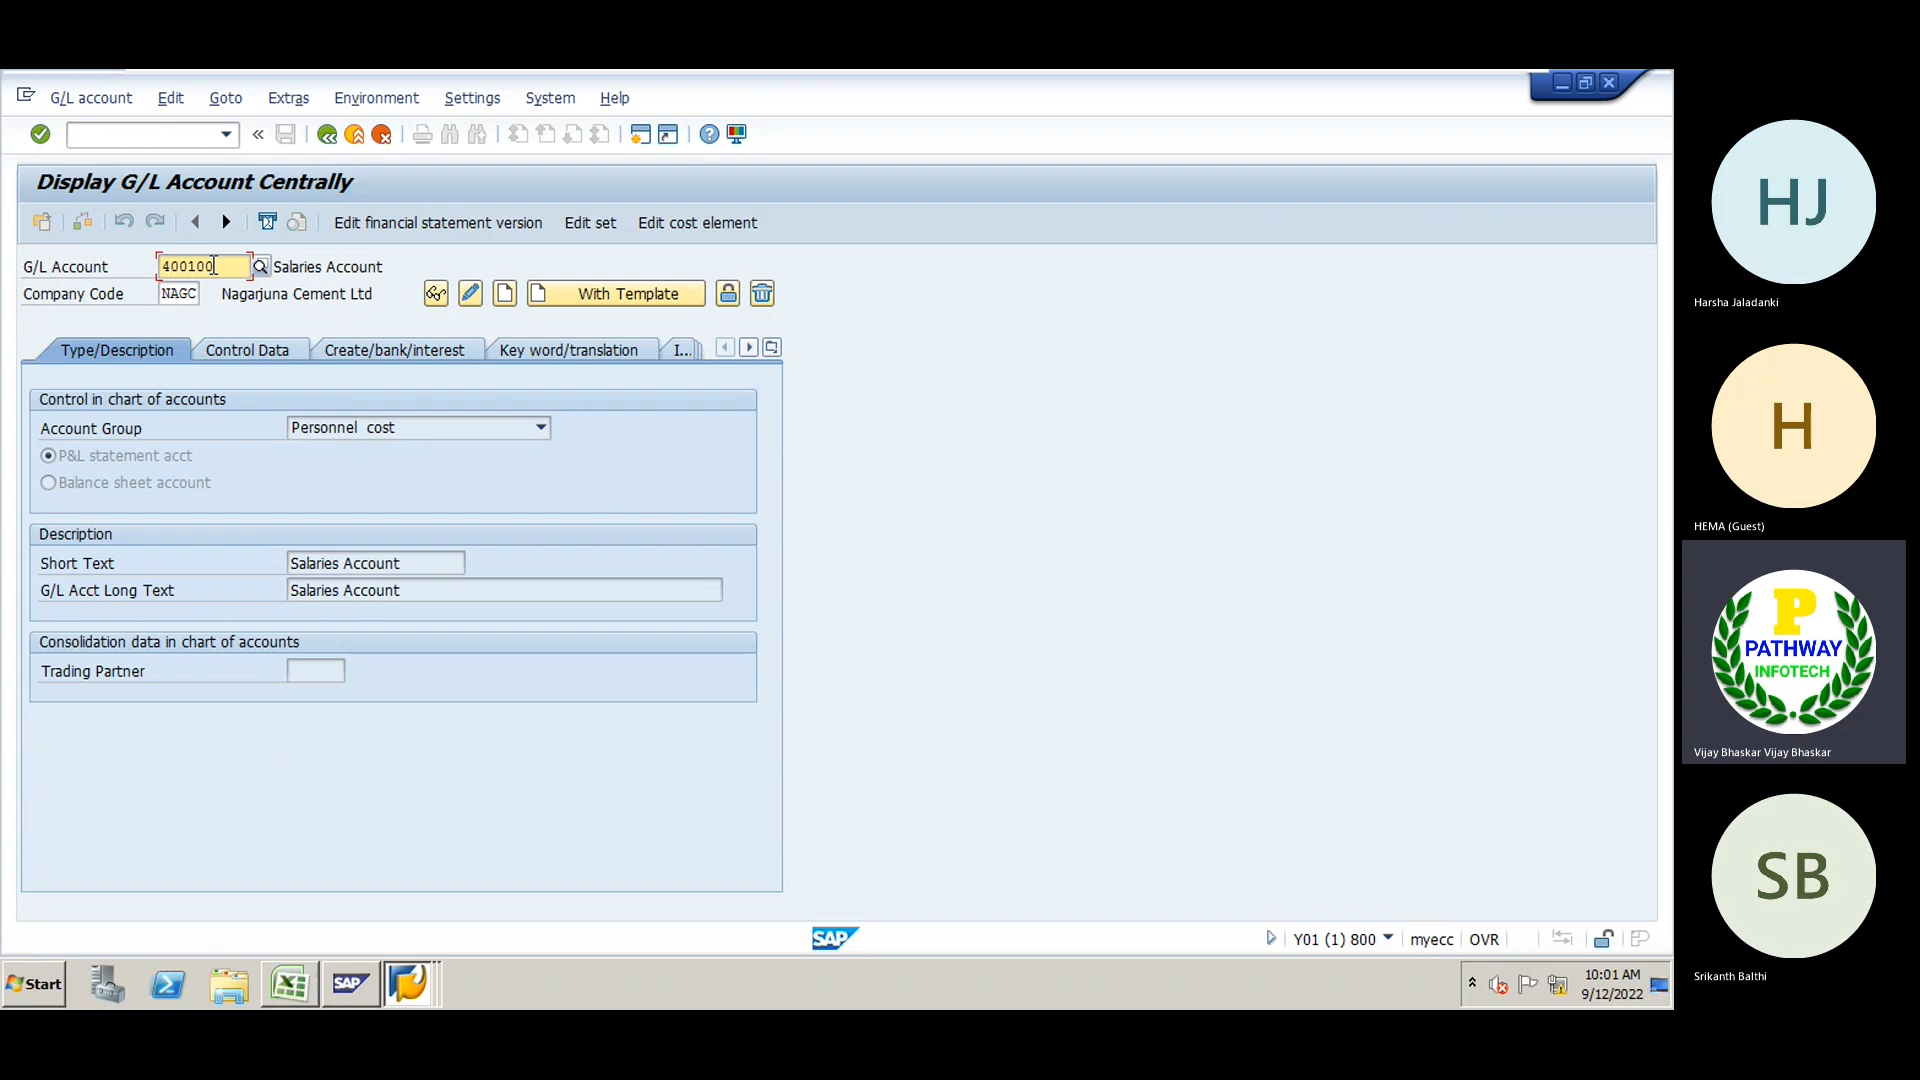 G/L account Edit Goto Extras Environment Settings System Help
Display G/L Account Centrally
Edit financial statement version Edit set Edit cost element
G/L Account 400100 Salaries Account
Company Code NAGC Nagarjuna Cement Ltd With Template
Type/Description Control Data Create/bank/interest Key word/translation I...
Control in chart of accounts
Account Group Personnel cost
P&L statement acct
Balance sheet account
Description
Short Text Salaries Account
G/L Acct Long Text Salaries Account
Consolidation data in chart of accounts
Trading Partner
SAP Y01 (1) 800 myecc OVR
Start SAP 10:01 AM
9/12/2022
HJ
Harsha Jaladanki
H
HEMA (Guest)
P
PATHWAY
INFOTECH
Vijay Bhaskar Vijay Bhaskar
SB
Srikanth Balthi